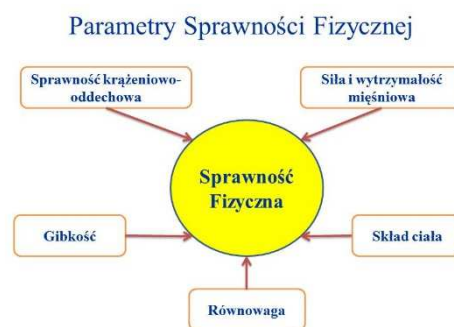 Parametry Sprawności Fizycznej
Sprawność krążeniowo-
oddechowa
Siła i wytrzymałość
mięśniowa
Sprawność
Fizyczna
Gibkość
Skład ciała
Równowaga